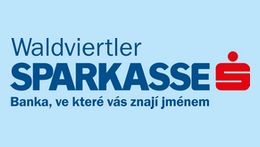 Waldviertler
SPARKASSE
Banka, ve které vás znají jménem